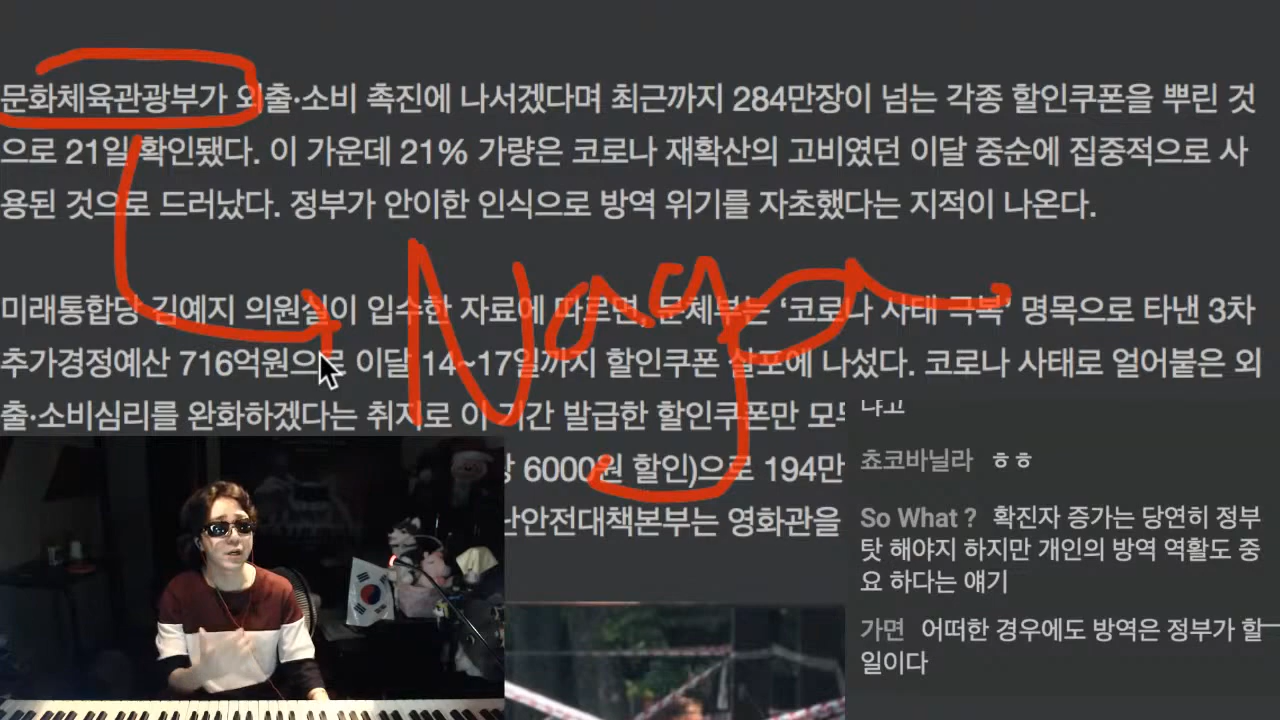 문화체육관광부가 외출·소비 촉진에 나서겠다며 최근까지 284만장이 넘는 각종 할인쿠폰을 뿌린 것
으로 21일 확인됐다. 이 가운데 21% 가량은 코로나 재확산의 고비였던 이달 중순에 집중적으로 사
용된 것으로 드러났다. 정부가 안이한 인식으로 방역 위기를 자초했다는 지적이 나온다.
미래통합당 김예지 의원실이 입수한 자료에 따르면, 문체부는 ‘코로나 사태 극복’ 명목으로 타낸 3차
추가경정예산 716억원으로 이달 14~17일까지 할인쿠폰 살포에 나섰다. 코로나 사태로 얼어붙은 외
출·소비심리를 완화하겠다는 취지로 이 기간 발급한 할인쿠폰만 모두
6000원 할인)으로 194만
난안전대책본부는 영화관을
나고
쵸코바닐라 ㅎㅎ
So What ? 확진자 증가는 당연히 정부
탓 해야지 하지만 개인의 방역 역활도 중
요 하다는 얘기
가면 어떠한 경우에도 방역은 정부가 할
일이다